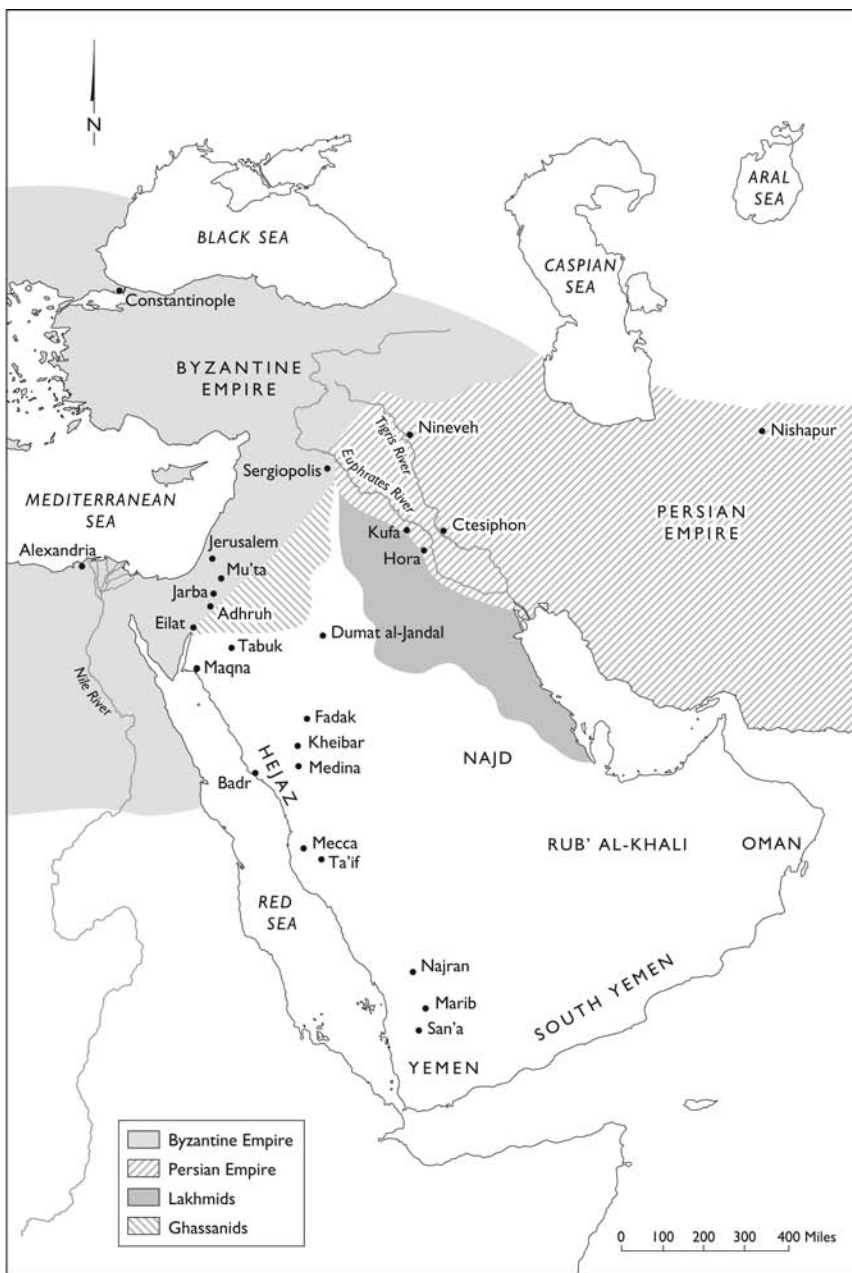 N
BLACK SEA
ARAL
SEA
CASPIAN
SEA
Constantinople
BYZANTINE
EMPIRE
Nineveh
Tigris River
Nishapur
Sergiopolis
Euphrates River
MEDITERRANEAN
SEA
PERSIAN
EMPIRE
Kufa
Ctesiphon
Hora
Alexandria
Jerusalem
Mu'ta
Jarba
Adhruh
Eilat
Dumat al-Jandal
Tabuk
Maqna
Nile River
Fadak
Kheibar
HEJAZ
NAJD
Medina
Badr
Mecca
Ta'if
RUB' AL-KHALI
OMAN
RED
SEA
Najran
Marib
San'a
SOUTH YEMEN
YEMEN
Byzantine Empire
Persian Empire
Lakhmids
Ghassanids
0 100 200 300 400 Miles